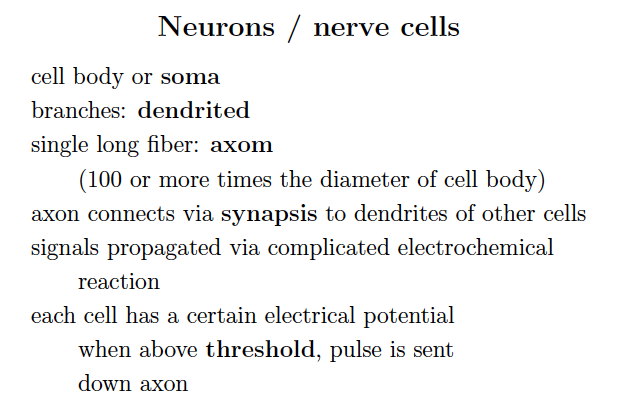 Neurons / nerve cells
cell body or soma
branches: dendrited
single long fiber: axom
(100 or more times the diameter of cell body)
axon connects via synapsis to dendrites of other cells
signals propagated via complicated electrochemical
reaction
each cell has a certain electrical potential
when above threshold, pulse is sent
down axon